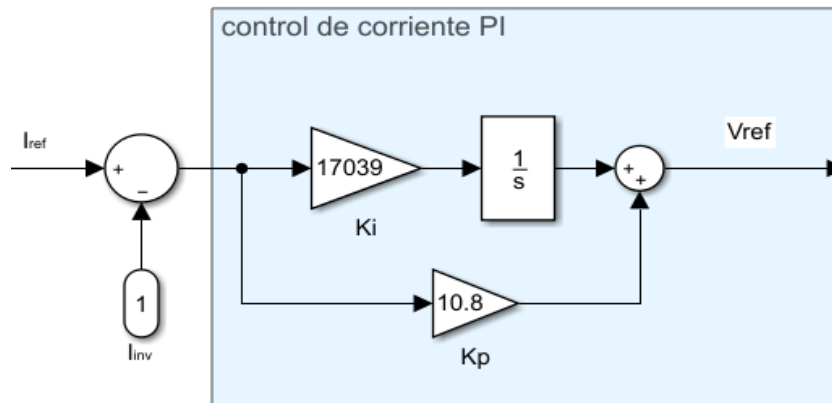 control de corriente PI
Iref
+
−
1
Iinv
17039
Ki
1
s
10.8
Kp
+
+
Vref